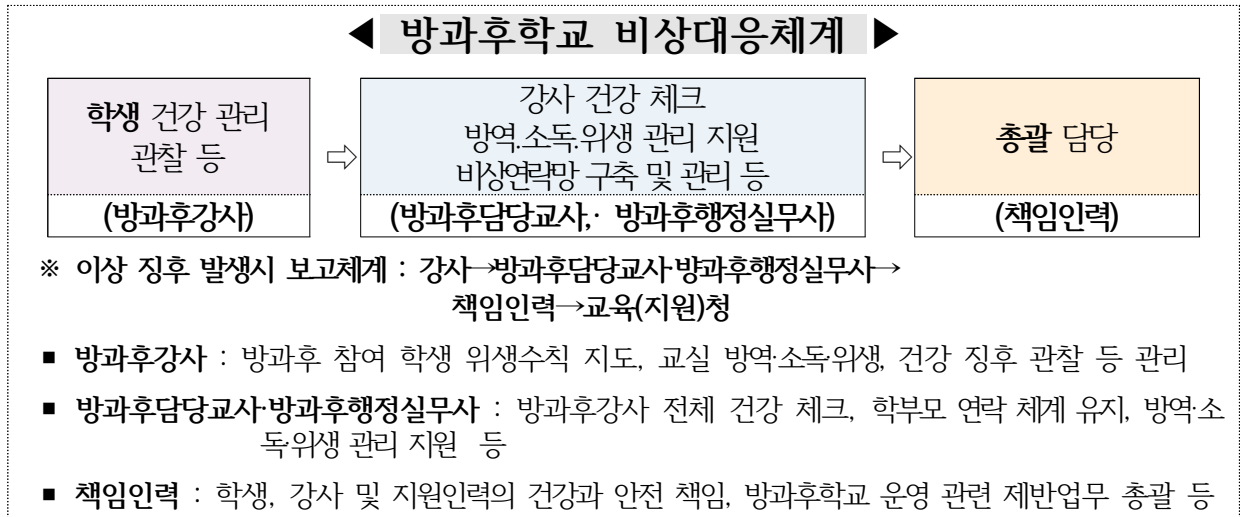 ◀ 방과후학교 비상대응체계 ▶
학생 건강 관리
관찰 등
(방과후강사)
⇨
강사 건강 체크
방역.소독.위생 관리 지원
비상연락망 구축 및 관리 등
(방과후담당교사,· 방과후행정실무사)
⇨
총괄 담당
(책임인력)
※ 이상 징후 발생시 보고체계 : 강사→방과후담당교사·방과후행정실무사→
책임인력→교육(지원)청
▪ 방과후강사 : 방과후 참여 학생 위생수칙 지도, 교실 방역·소독·위생, 건강 징후 관찰 등 관리
▪ 방과후담당교사·방과후행정실무사 : 방과후강사 전체 건강 체크, 학부모 연락 체계 유지, 방역·소
독·위생 관리 지원 등
▪ 책임인력 : 학생, 강사 및 지원인력의 건강과 안전 책임, 방과후학교 운영 관련 제반업무 총괄 등